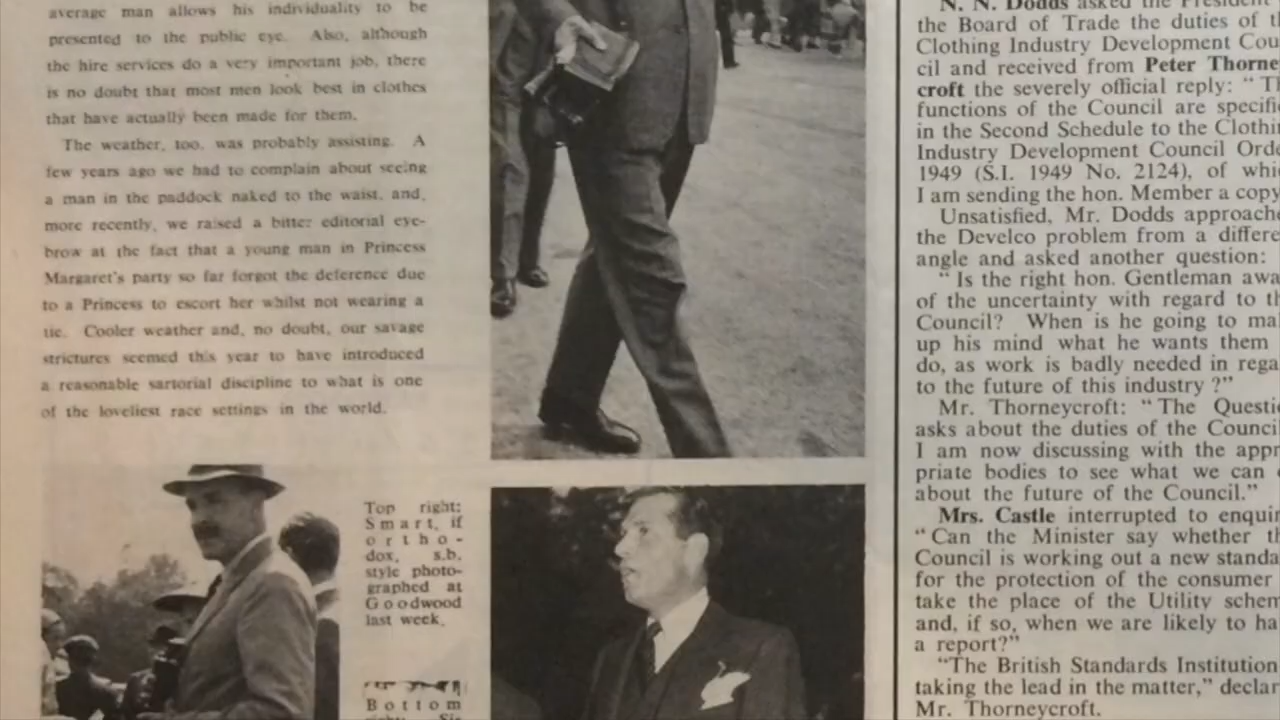 average man allows his individuality to be
presented to the public eye. Also, although
the hire services do a very important job, there
is no doubt that most men look best in clothes
that have actually been made for them.
The weather, too, was probably assisting. A
few years ago we had to complain about seeing
a man in the paddock naked to the waist, and,
more recently, we raised a bitter editorial eye-
brow at the fact that a young man in Princess
Margaret's party so far forgot the deference due
to a Princess to escort her whilst not wearing a
tie. Cooler weather and, no doubt, our savage
strictures seemed this year to have introduced
a reasonable sartorial discipline to what is one
of the loveliest race settings in the world.
Top right:
Smart, if
ortho-
dox, s.b.
style photo-
graphed at
Goodwood
last week.
Bottom
N. N. Dodds asked the President
the Board of Trade the duties of t
Clothing Industry Development Cou
cil and received from Peter Thorne
croft the severely official reply: "Th
functions of the Council are specifi
in the Second Schedule to the Clothi
Industry Development Council Orde
1949 (S.I. 1949 No. 2124), of whi
I am sending the hon. Member a copy
Unsatisfied, Mr. Dodds approache
the Develco problem from a differe
angle and asked another question:
"Is the right hon. Gentleman awa
of the uncertainty with regard to th
Council? When is he going to ma
up his mind what he wants them
do, as work is badly needed in rega
to the future of this industry?"
Mr. Thorneycroft: "The Questi
asks about the duties of the Council
I am now discussing with the appr
priate bodies to see what we can
about the future of the Council."
Mrs. Castle interrupted to enquir
"Can the Minister say whether th
Council is working out a new standa
for the protection of the consumer
take the place of the Utility schem
and, if so, when we are likely to ha
a report?"
"The British Standards Institution
taking the lead in the matter," declar
Mr. Thorneycroft.